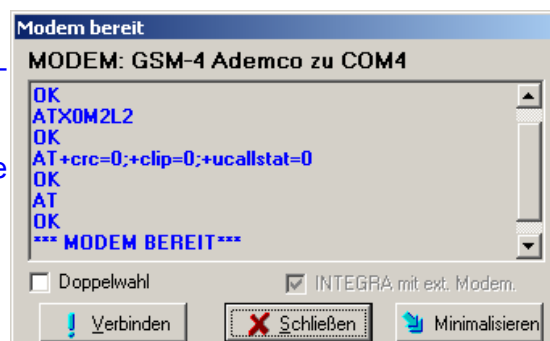 Modem bereit
MODEM: GSM-4 Ademco zu COM4
OK
ATX0M2L2
OK
AT+crc=0;+clip=0;+ucallstat=0
OK
AT
OK
*** MODEM BEREIT***
Doppelwahl INTEGRA mit ext. Modem.
Verbinden Schließen Minimalisieren